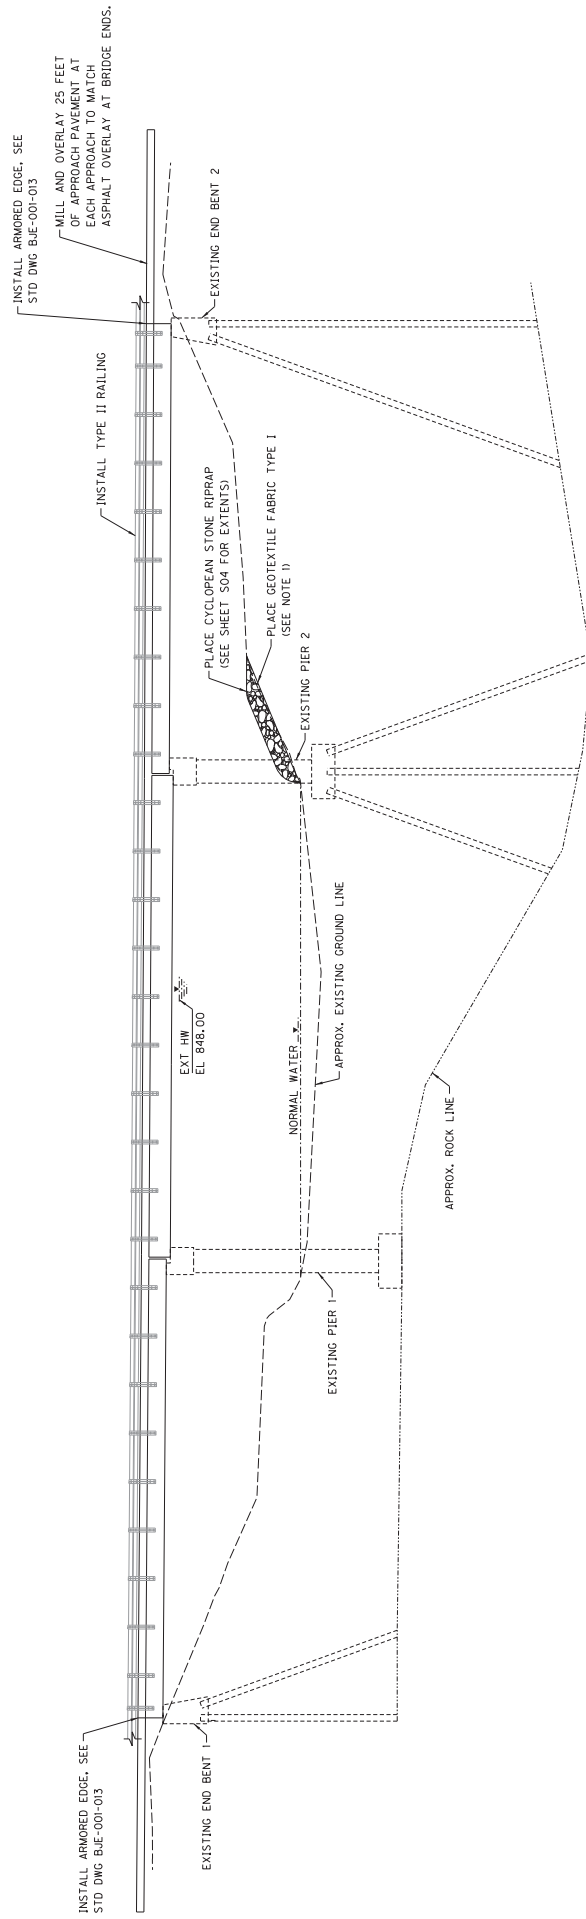 INSTALL ARMORED EDGE, SEE
STD DWG BJE-001-013
MILL AND OVERLAY 25 FEET
OF APPROACH PAVEMENT AT
EACH APPROACH TO MATCH
ASPHALT OVERLAY AT BRIDGE ENDS.
INSTALL ARMORED EDGE, SEE
STD DWG BJE-001-013
INSTALL TYPE II RAILING
EXISTING END BENT 1
EXISTING END BENT 2
PLACE CYCLOPEAN STONE RIPRAP
(SEE SHEET S04 FOR EXTENTS)
PLACE GEOTEXTILE FABRIC TYPE I
(SEE NOTE 1)
EXISTING PIER 2
EXT HW
EL 848.00
NORMAL WATER
APPROX. EXISTING GROUND LINE
EXISTING PIER 1
APPROX. ROCK LINE